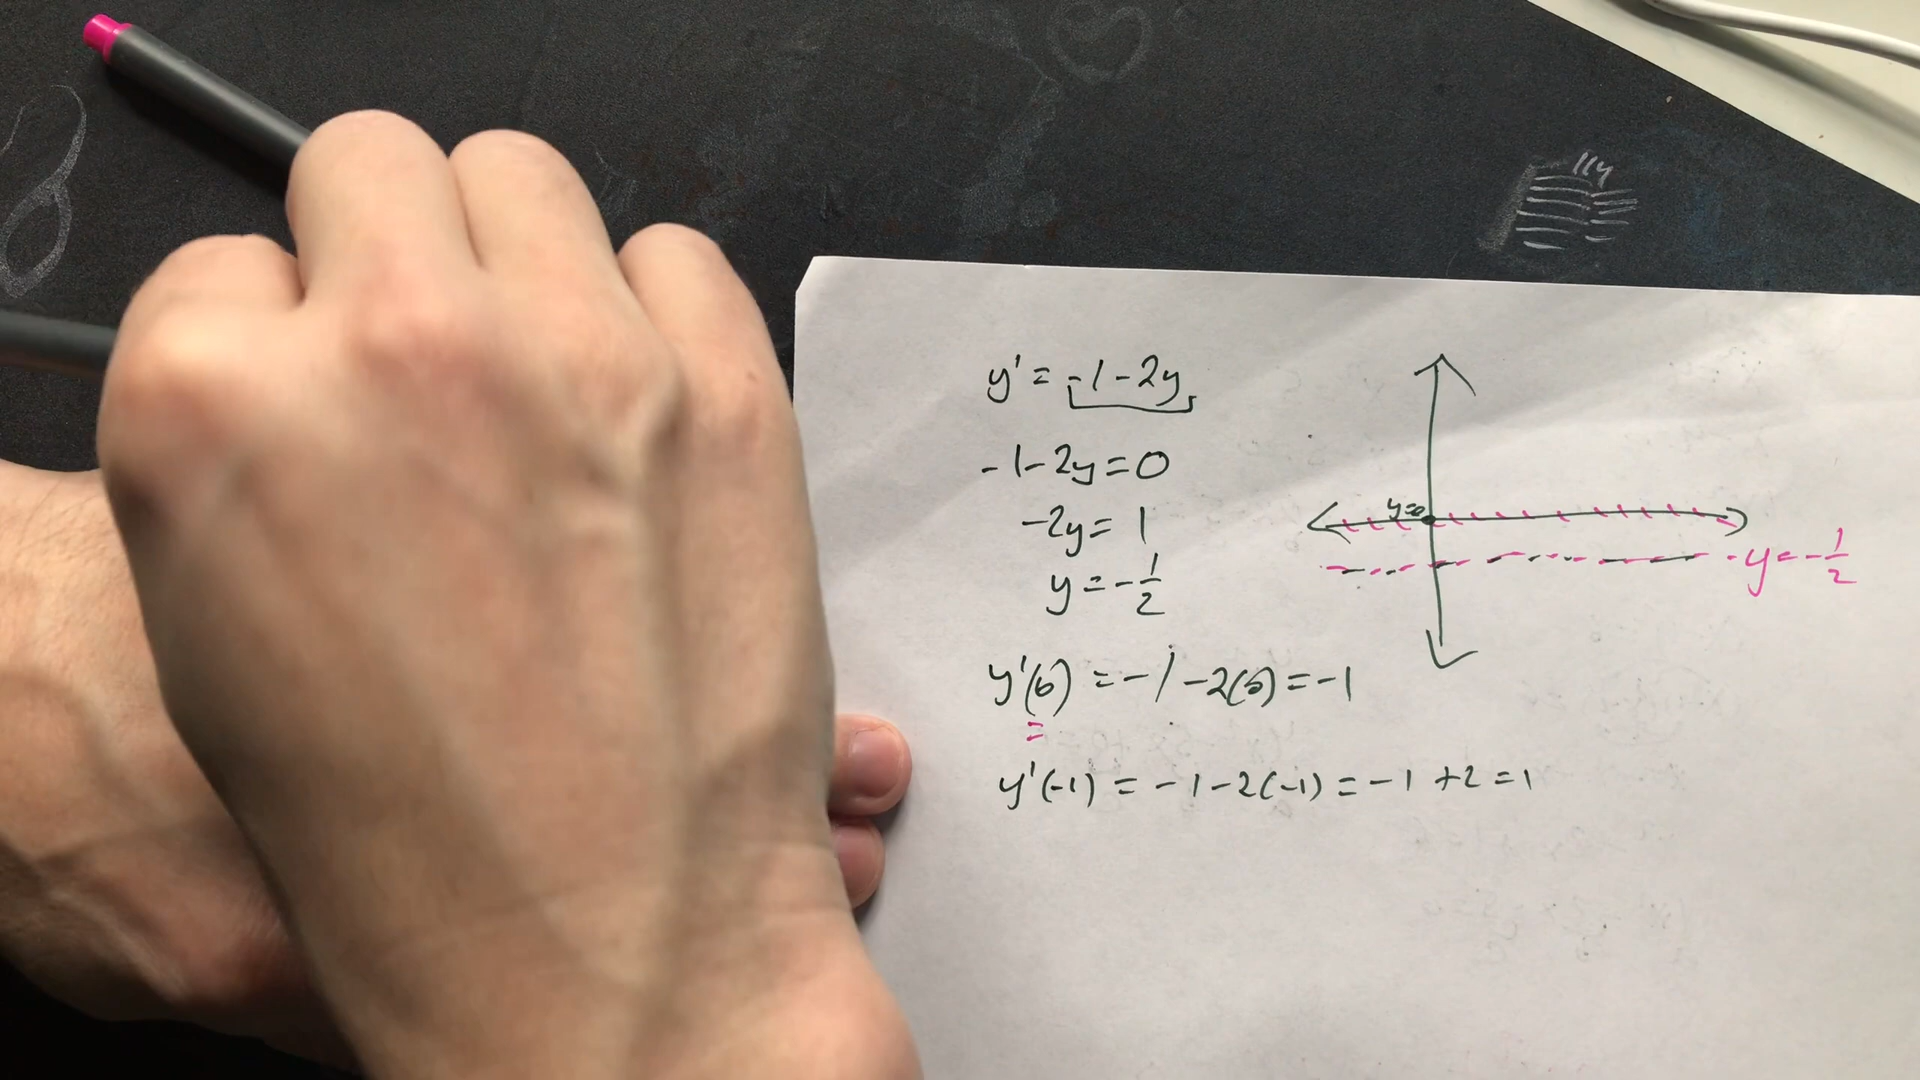 y' = -1-2y
-1-2y=0
-2y= 1
y = -1/2
y'(0) = -1 -2(0) = -1
=
y'(-1) = -1-2(-1) = -1 +2 = 1
y=0
y=-1/2